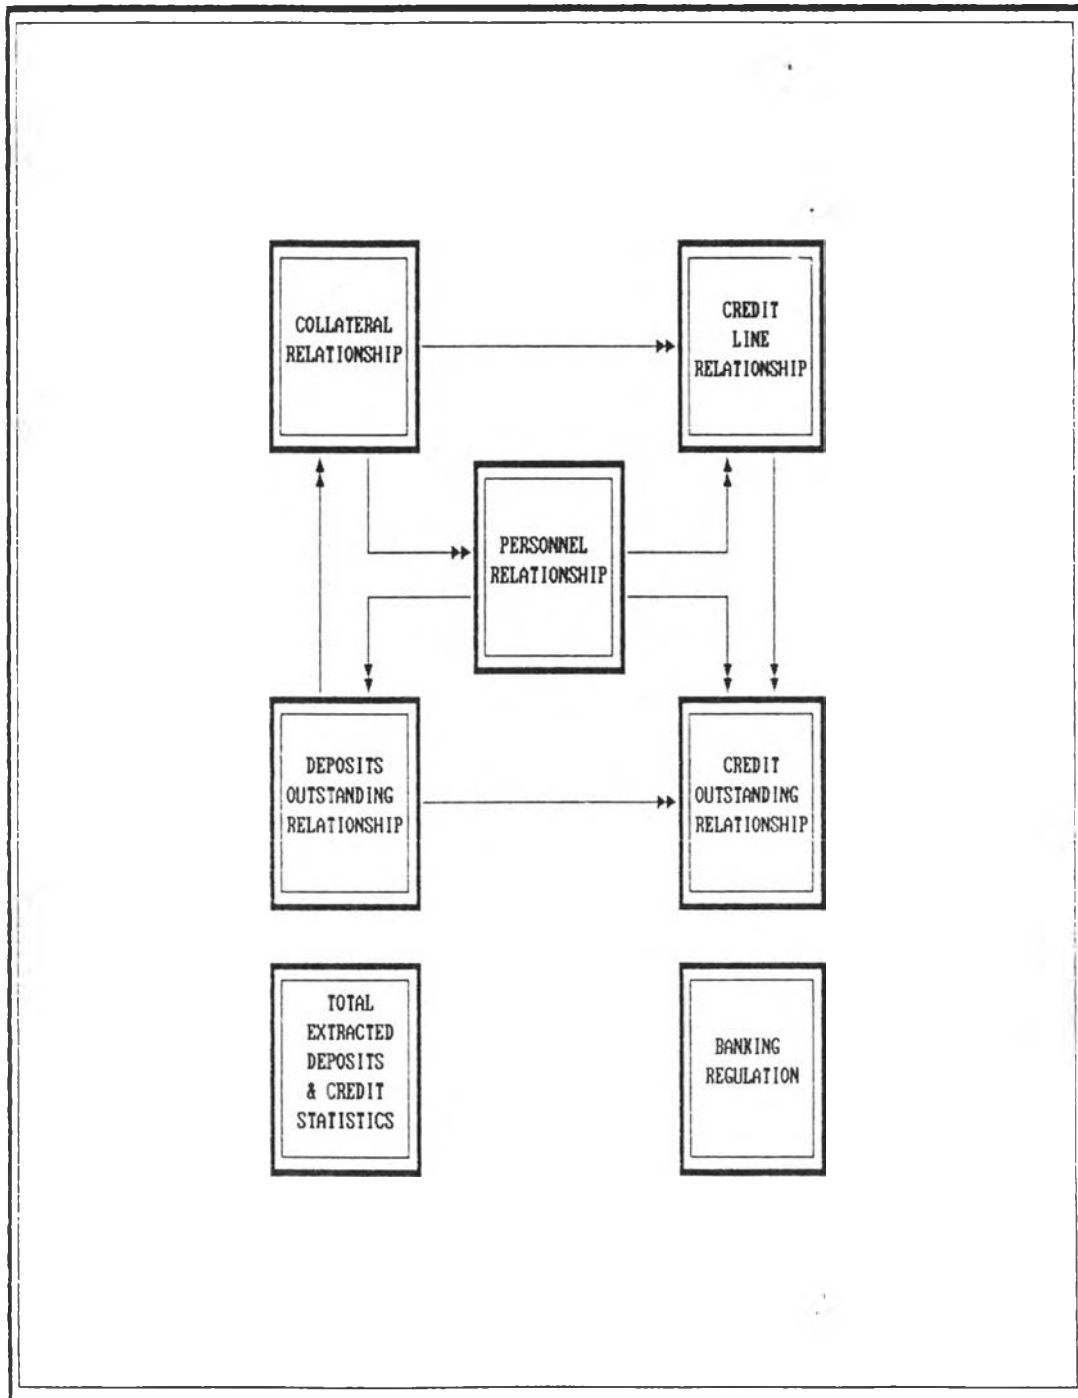 COLLATERAL
RELATIONSHIP
CREDIT
LINE
RELATIONSHIP
PERSONNEL
RELATIONSHIP
DEPOSITS
OUTSTANDING
RELATIONSHIP
CREDIT
OUTSTANDING
RELATIONSHIP
TOTAL
EXTRACTED
DEPOSITS
& CREDIT
STATISTICS
BANKING
REGULATION